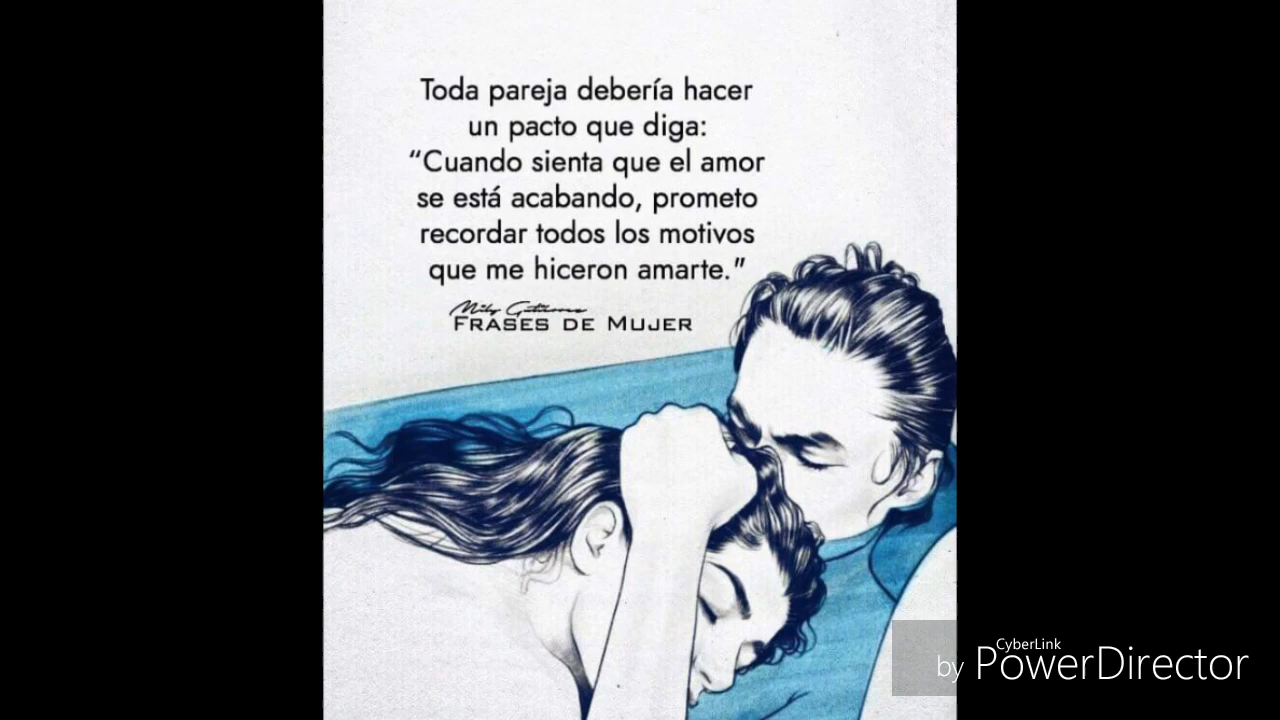 Toda pareja debería hacer
un pacto que diga:
“Cuando sienta que el amor
se está acabando, prometo
recordar todos los motivos
que me hiceron amarte."
FRASES DE MUJER
CyberLink
by PowerDirector